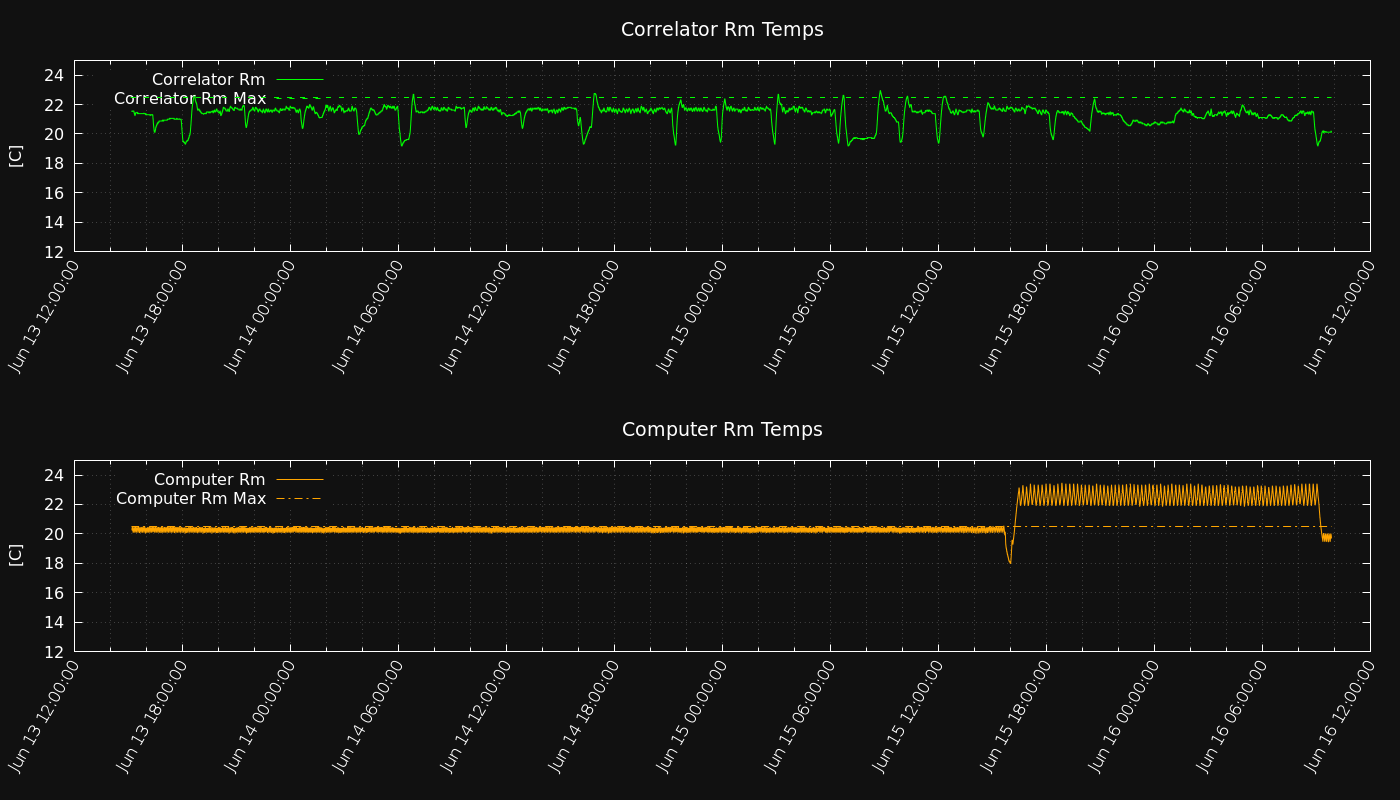 Correlator Rm Temps
24
22
20
18
16
14
12
[C]
Correlator Rm
Correlator Rm Max
Jun 13 12:00:00
Jun 13 18:00:00
Jun 14 00:00:00
Jun 14 06:00:00
Jun 14 12:00:00
Jun 14 18:00:00
Jun 15 00:00:00
Jun 15 06:00:00
Jun 15 12:00:00
Jun 15 18:00:00
Jun 16 00:00:00
Jun 16 06:00:00
Jun 16 12:00:00
Computer Rm Temps
24
22
20
18
16
14
12
[C]
Computer Rm
Computer Rm Max
Jun 13 12:00:00
Jun 13 18:00:00
Jun 14 00:00:00
Jun 14 06:00:00
Jun 14 12:00:00
Jun 14 18:00:00
Jun 15 00:00:00
Jun 15 06:00:00
Jun 15 12:00:00
Jun 15 18:00:00
Jun 16 00:00:00
Jun 16 06:00:00
Jun 16 12:00:00